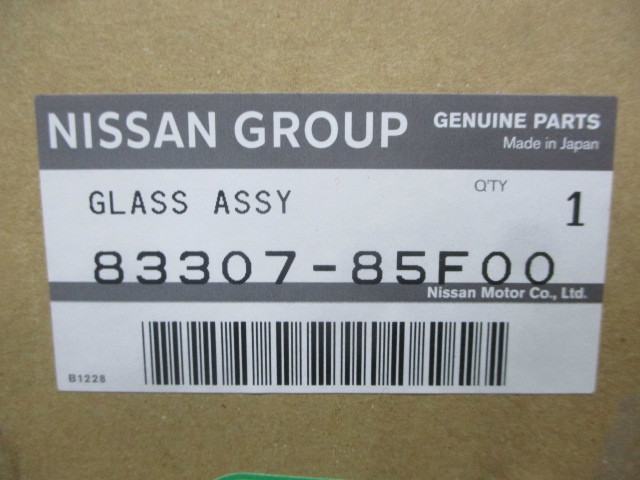 NISSAN GROUP GENUINE PARTS
Made in Japan
GLASS ASSY Q'TY 1
83307-85F00
Nissan Motor Co., Ltd.
B1228